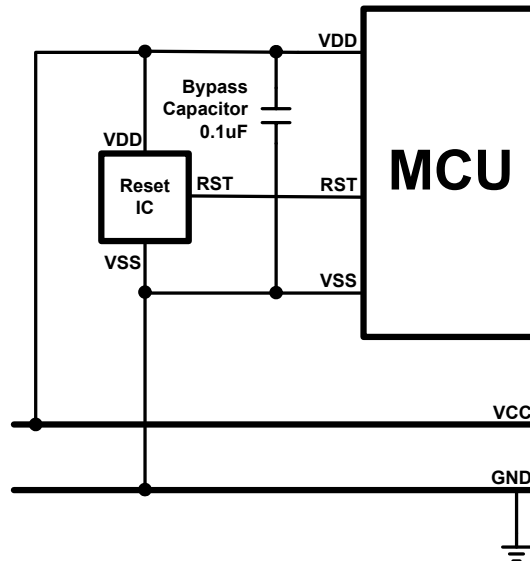 VDD
Bypass
Capacitor
0.1uF
VDD
Reset
IC
RST
RST
MCU
VSS
VSS
VCC
GND